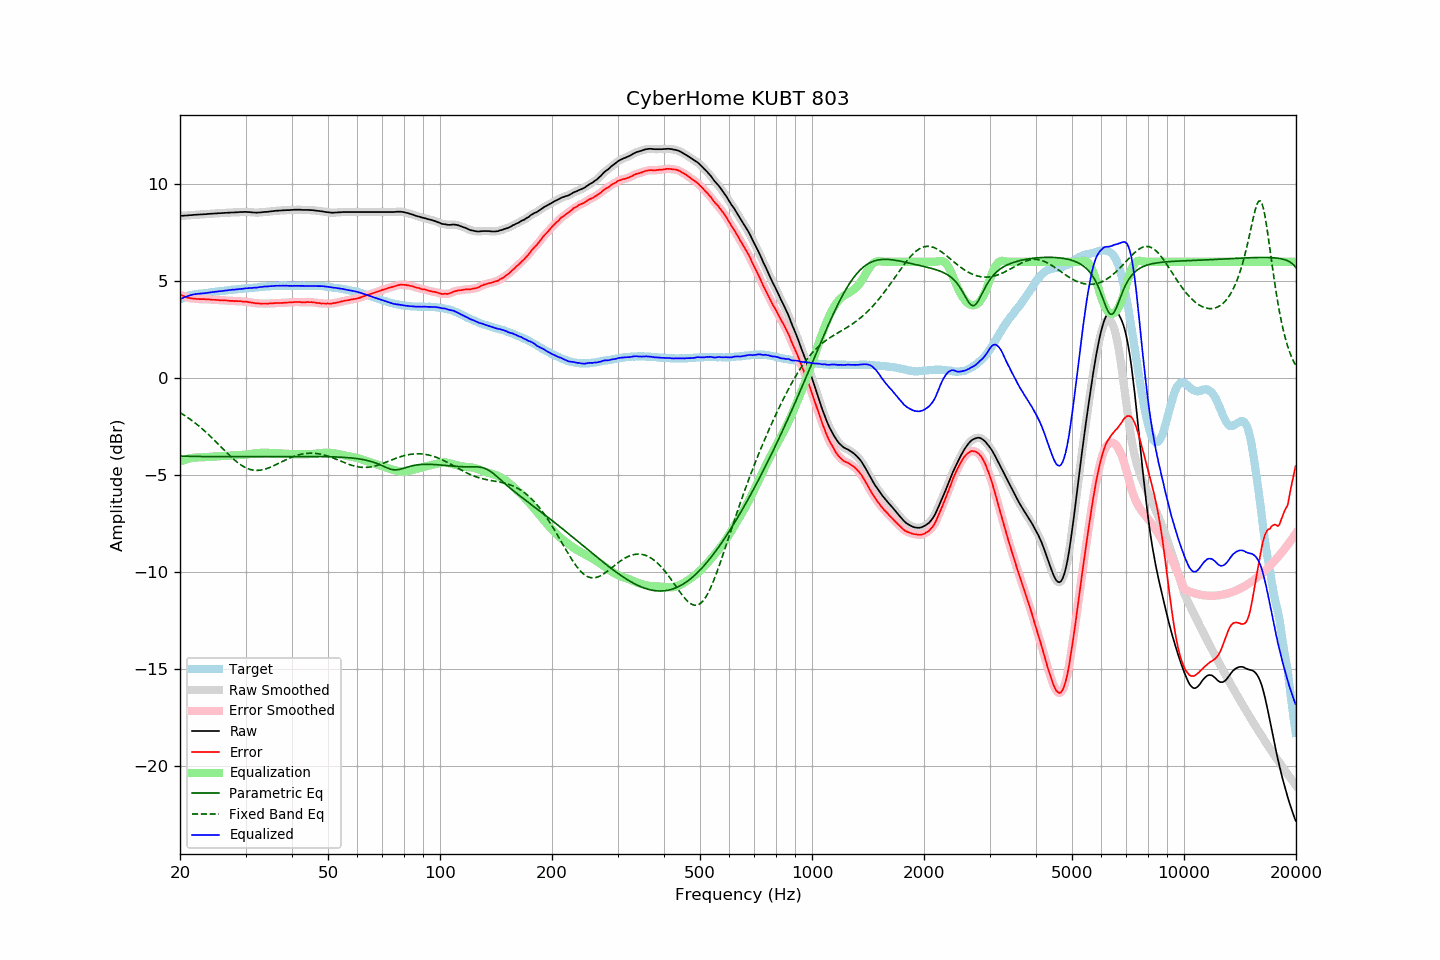 CyberHome KUBT 803
Amplitude (dBr)
10
5
0
−5
−10
−15
−20
Target
Raw Smoothed
Error Smoothed
Raw
Error
Equalization
Parametric Eq
Fixed Band Eq
Equalized
20 50 100 200 500 1000 2000 5000 10000 20000
Frequency (Hz)